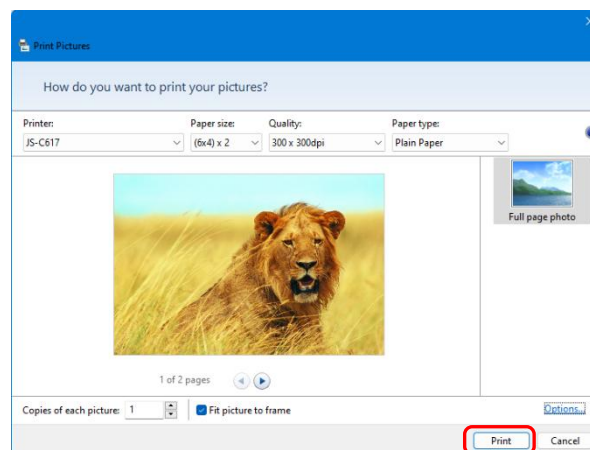 Print Pictures
How do you want to print your pictures?
Printer: Paper size: Quality: Paper type:
JS-C617 (6x4) x 2 300 x 300dpi Plain Paper
Full page photo
1 of 2 pages
Copies of each picture: 1 Fit picture to frame Options...
Print Cancel